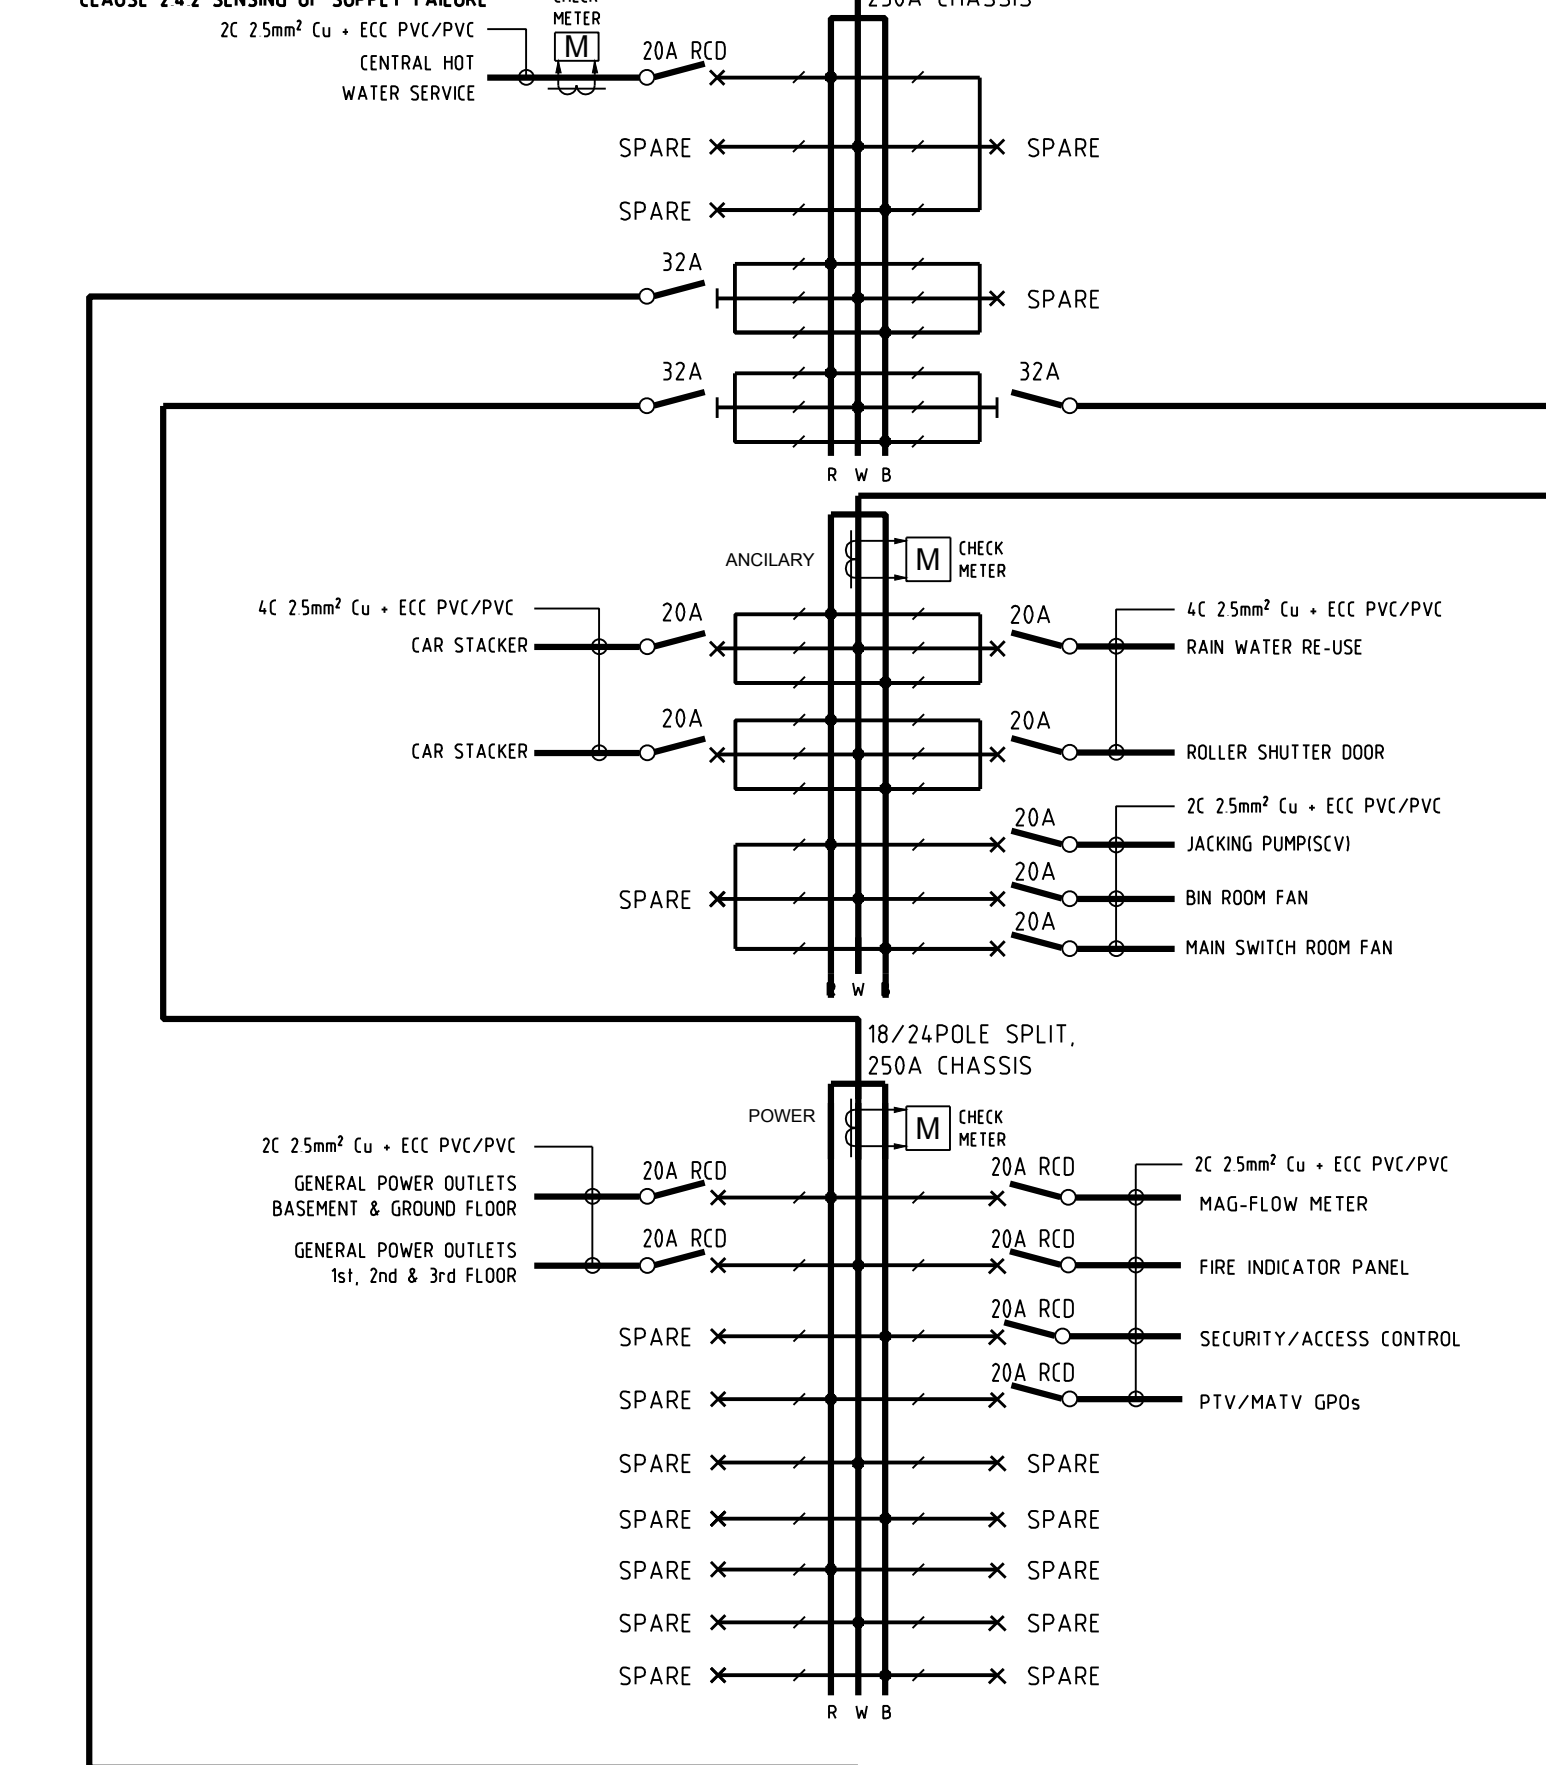 CLAUSE 2.4.2 SENSING OF SUPPLY FAILURE
CHECK
METER
250A CHASSIS
2C 2.5mm² Cu + ECC PVC/PVC
M
20A RCD
CENTRAL HOT
WATER SERVICE
SPARE
SPARE
SPARE
32A
SPARE
32A
32A
R W B
ANCILARY
M
CHECK
METER
4C 2.5mm² Cu + ECC PVC/PVC
20A
CAR STACKER
20A
4C 2.5mm² Cu + ECC PVC/PVC
RAIN WATER RE-USE
20A
CAR STACKER
20A
ROLLER SHUTTER DOOR
2C 2.5mm² Cu + ECC PVC/PVC
20A
JACKING PUMP(SCV)
20A
SPARE
BIN ROOM FAN
20A
MAIN SWITCH ROOM FAN
W
18/24POLE SPLIT,
250A CHASSIS
POWER
M
CHECK
METER
2C 2.5mm² Cu + ECC PVC/PVC
20A RCD
GENERAL POWER OUTLETS
BASEMENT & GROUND FLOOR
20A RCD
2C 2.5mm² Cu + ECC PVC/PVC
MAG-FLOW METER
20A RCD
GENERAL POWER OUTLETS
1st, 2nd & 3rd FLOOR
20A RCD
FIRE INDICATOR PANEL
SPARE
20A RCD
SECURITY/ACCESS CONTROL
SPARE
20A RCD
PTV/MATV GPOs
SPARE
SPARE
SPARE
SPARE
SPARE
SPARE
SPARE
SPARE
SPARE
SPARE
R W B